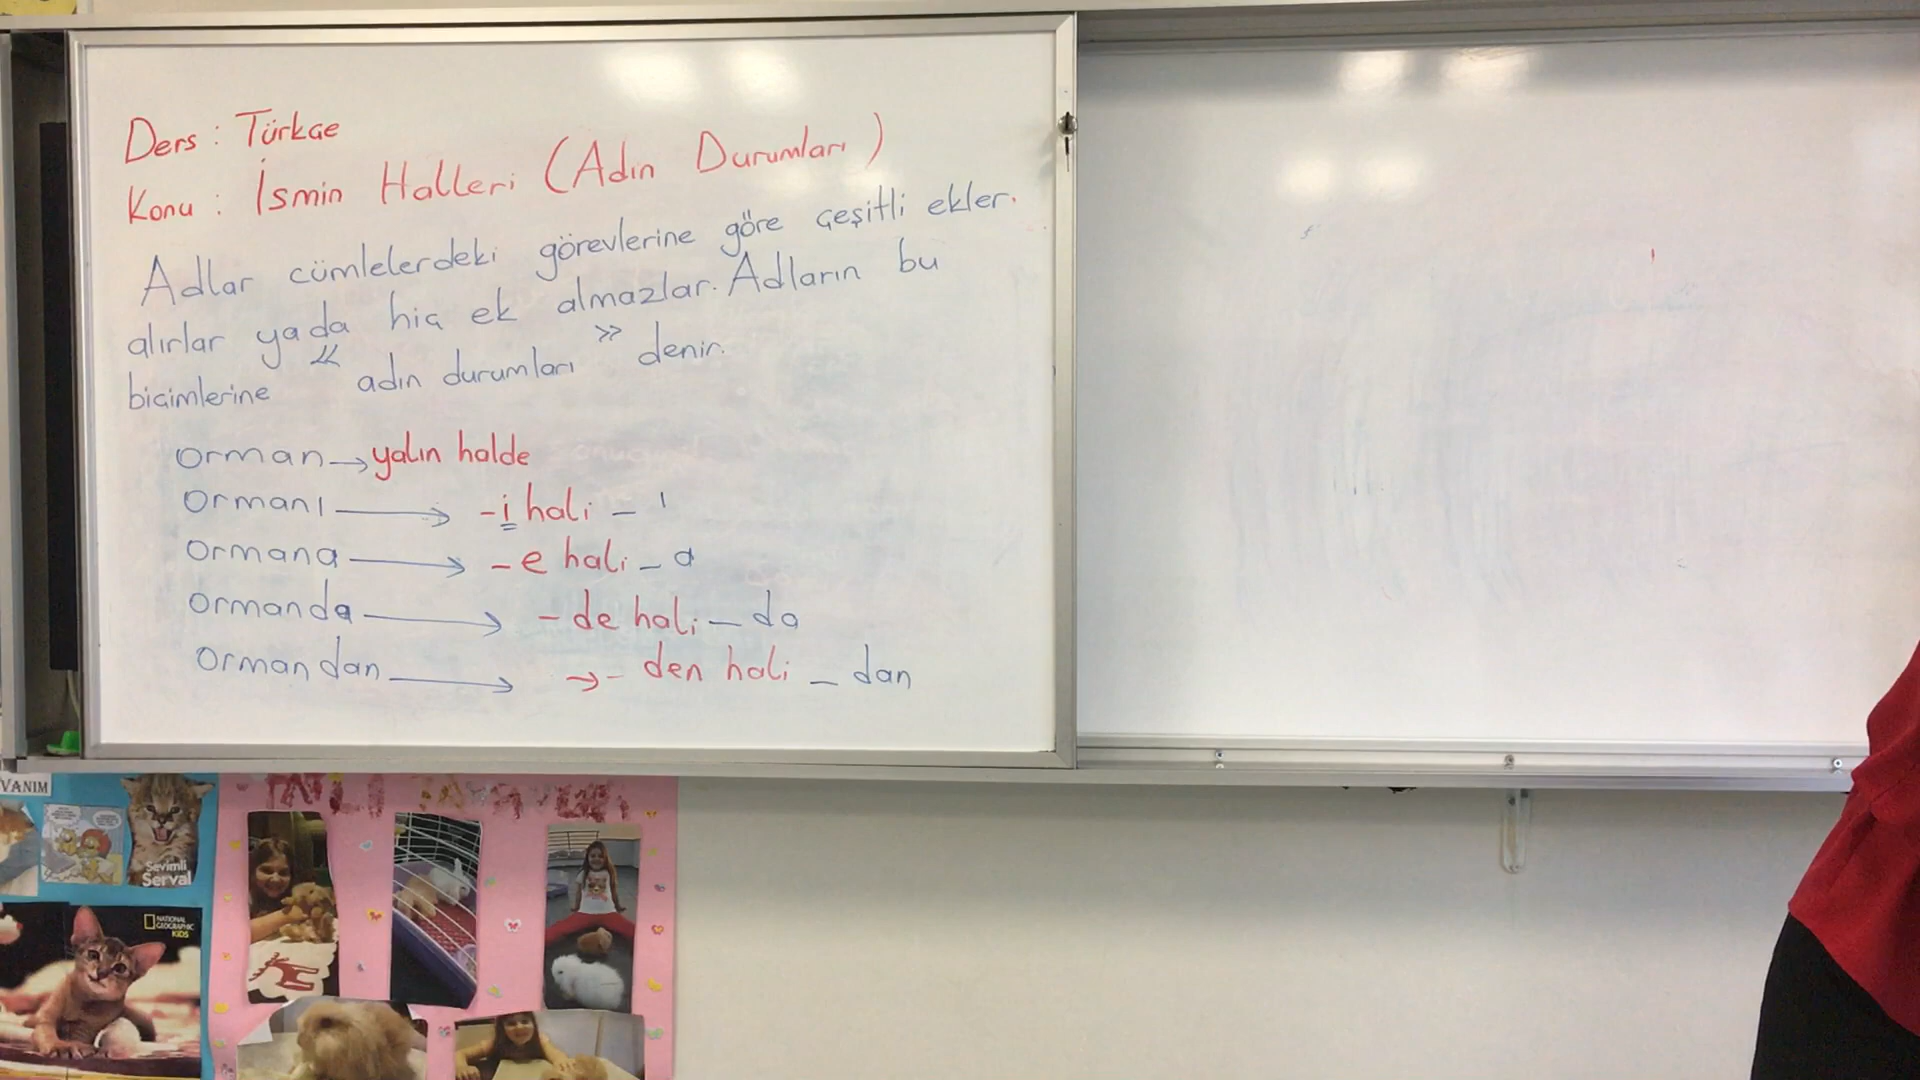 Ders : Türkçe
Konu : İsmin Halleri (Adın Durumları)
Adlar cümlelerdeki görevlerine göre çeşitli ekler.
alırlar yada hiç ek almazlar. Adların bu
biçimlerine « adın durumları » denir.
orman → yalın halde
ormanı → -i hali - ı
ormana → -e hali - a
ormanda → - de hali - da
ormandan → → - den hali - dan
VANIM
Sevimli
Serval
NATIONAL
GEOGRAPHIC
KiDS